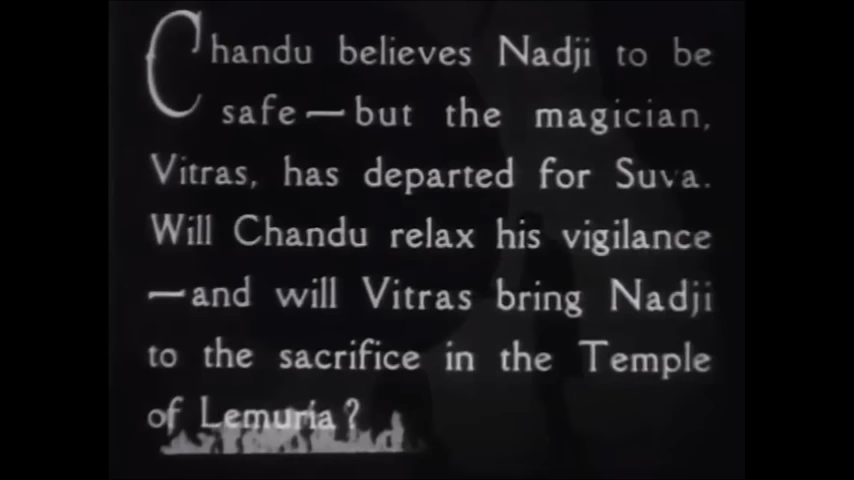 Chandu believes Nadji to be
safe—but the magician,
Vitras, has departed for Suva.
Will Chandu relax his vigilance
—and will Vitras bring Nadji
to the sacrifice in the Temple
of Lemuria?